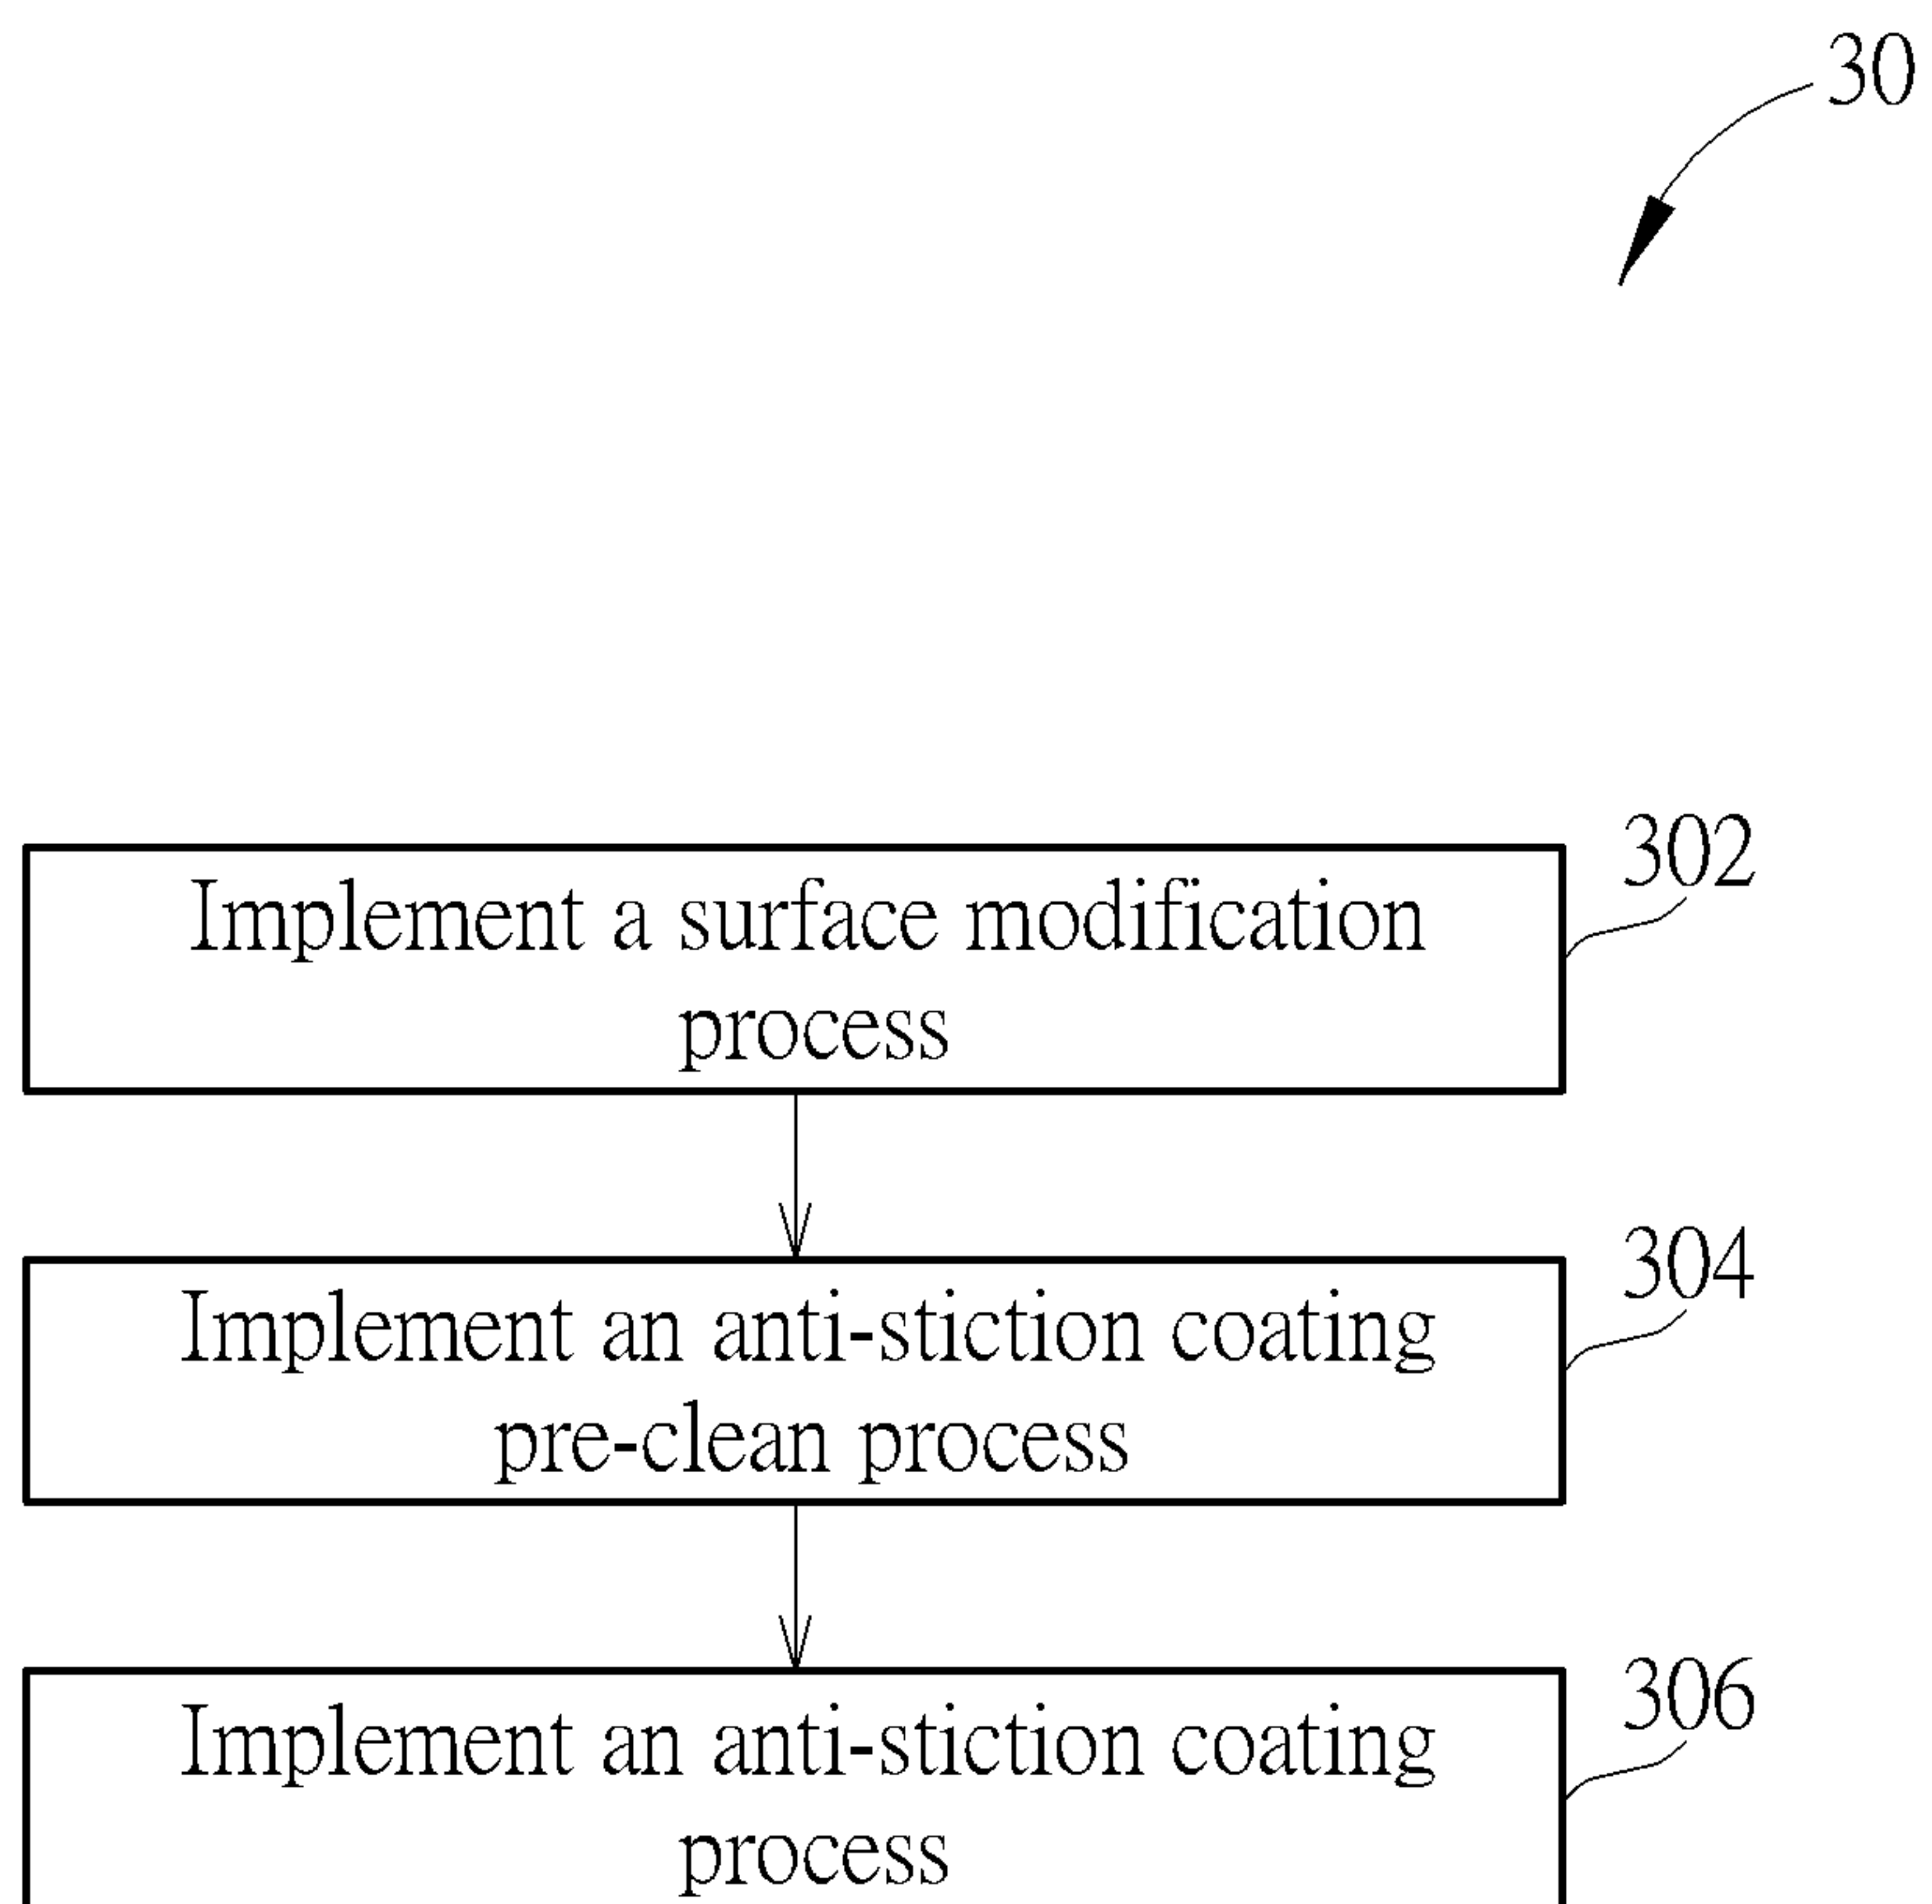 30
302
Implement a surface modification
process
304
Implement an anti-stiction coating
pre-clean process
306
Implement an anti-stiction coating
process